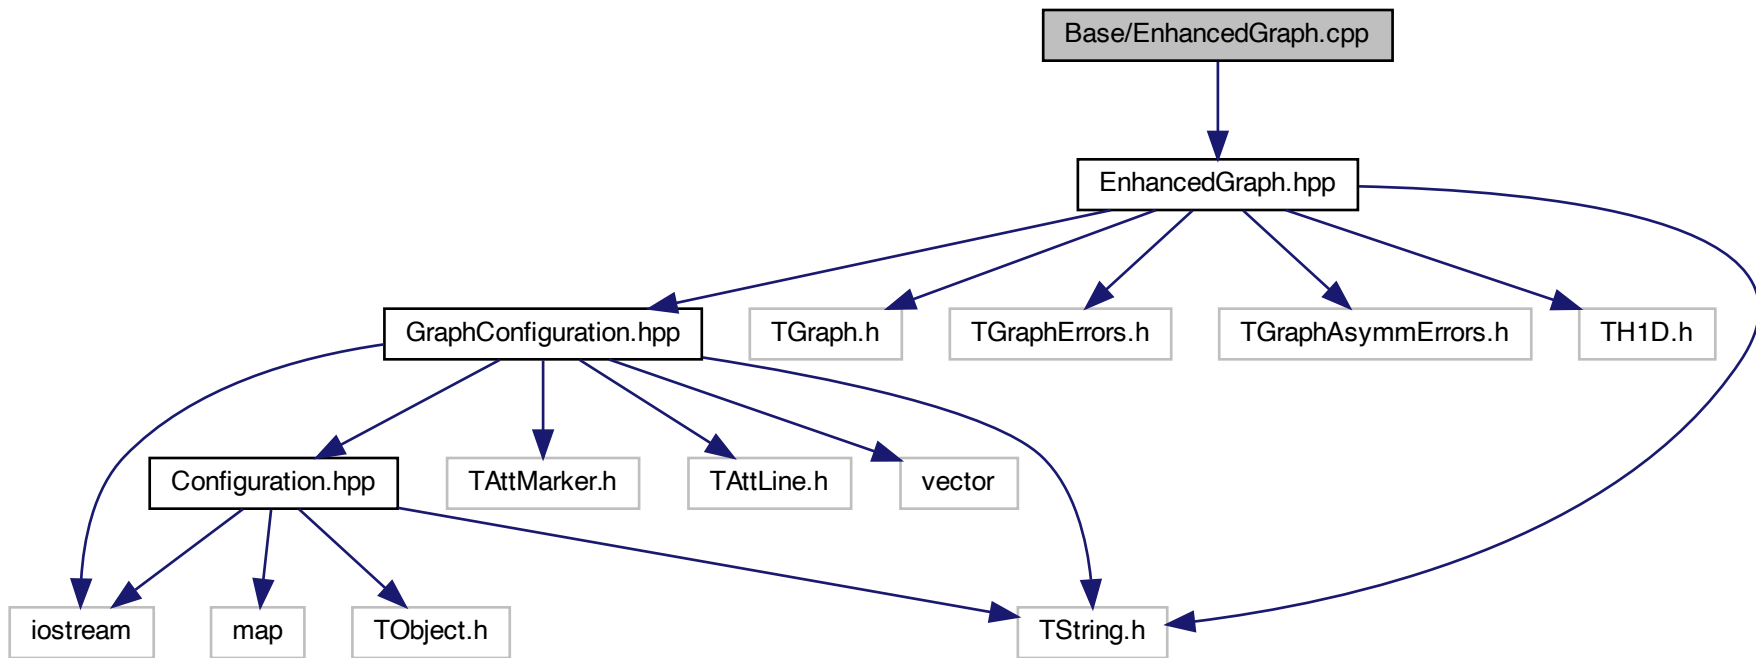 Base/EnhancedGraph.cpp
EnhancedGraph.hpp
GraphConfiguration.hpp
TGraph.h
TGraphErrors.h
TGraphAsymmErrors.h
TH1D.h
Configuration.hpp
TAttMarker.h
TAttLine.h
vector
iostream
map
TObject.h
TString.h